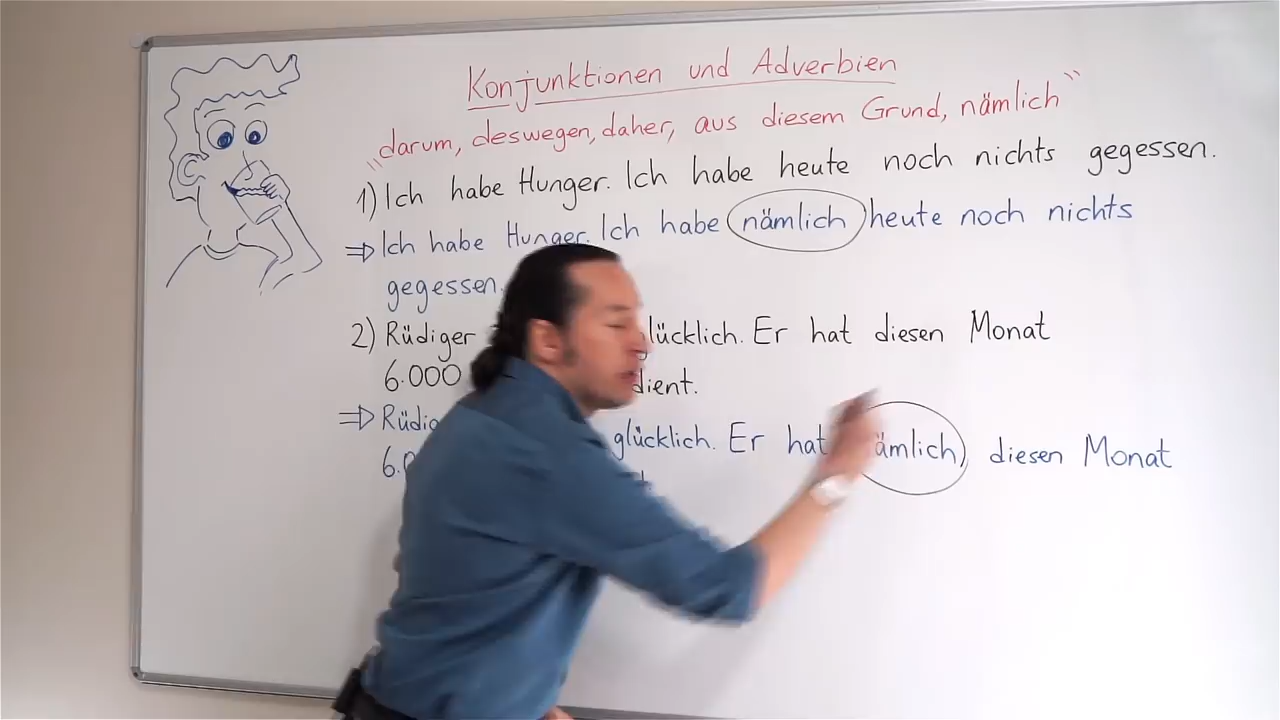 Konjunktionen und Adverbien
"darum, deswegen, daher, aus diesem Grund, nämlich"
1) Ich habe Hunger. Ich habe heute noch nichts gegessen.
⇒ Ich habe Hunger. Ich habe nämlich heute noch nichts
gegessen.
2) Rüdiger glücklich. Er hat diesen Monat
6.000
⇒ glücklich. Er hat diesen Monat